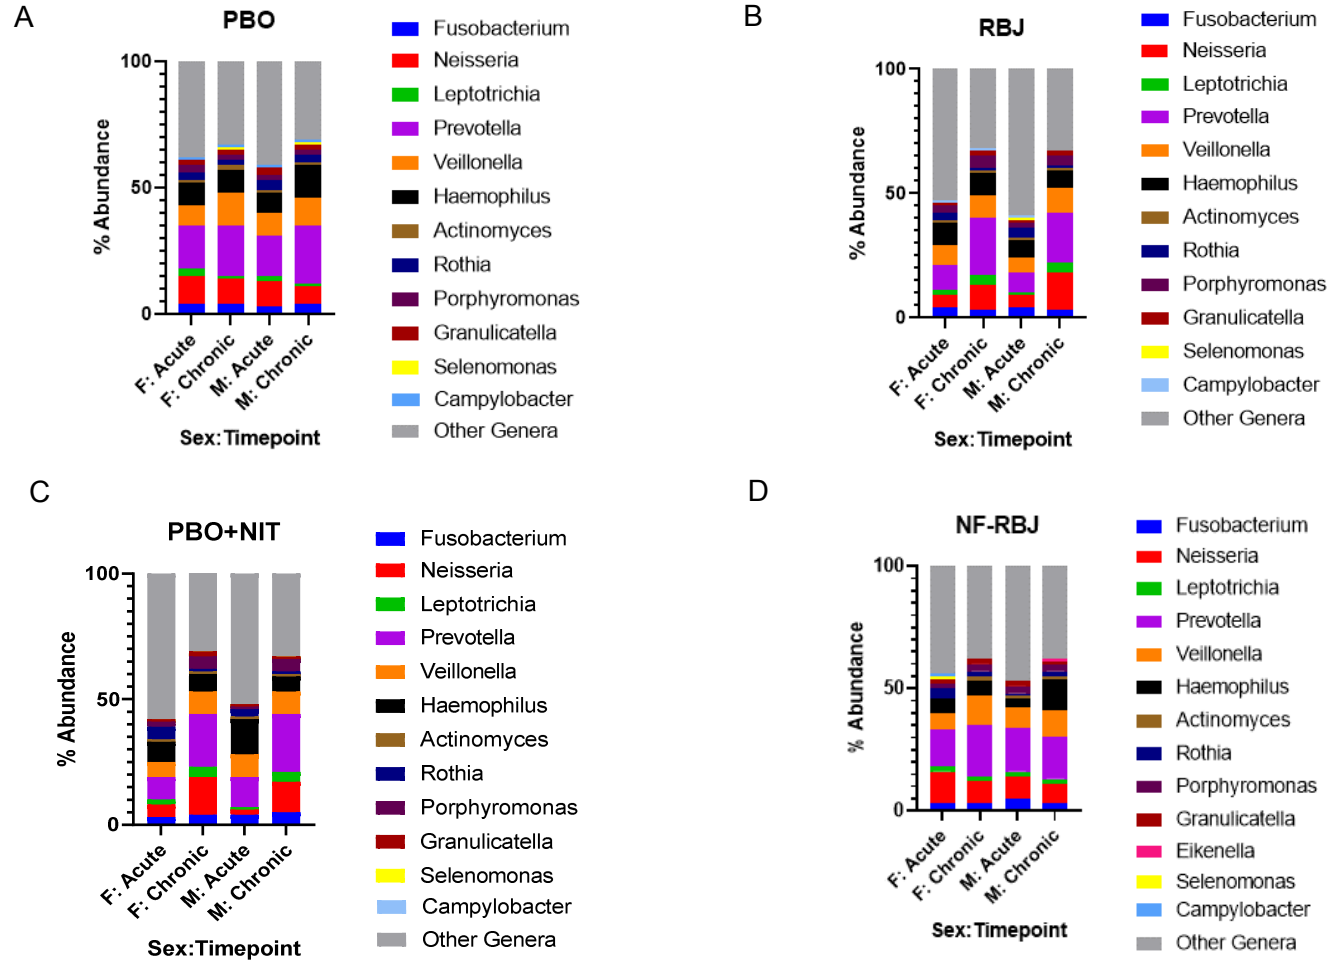 A
PBO
100
50
0
% Abundance
F: Acute
F: Chronic
M: Acute
M: Chronic
Sex:Timepoint
Fusobacterium
Neisseria
Leptotrichia
Prevotella
Veillonella
Haemophilus
Actinomyces
Rothia
Porphyromonas
Granulicatella
Selenomonas
Campylobacter
Other Genera
B
RBJ
100
50
0
% Abundance
F: Acute
F: Chronic
M: Acute
M: Chronic
Sex:Timepoint
Fusobacterium
Neisseria
Leptotrichia
Prevotella
Veillonella
Haemophilus
Actinomyces
Rothia
Porphyromonas
Granulicatella
Selenomonas
Campylobacter
Other Genera
C
PBO+NIT
100
50
0
% Abundance
F: Acute
F: Chronic
M: Acute
M: Chronic
Sex:Timepoint
Fusobacterium
Neisseria
Leptotrichia
Prevotella
Veillonella
Haemophilus
Actinomyces
Rothia
Porphyromonas
Granulicatella
Selenomonas
Campylobacter
Other Genera
D
NF-RBJ
100
50
0
% Abundance
F: Acute
F: Chronic
M: Acute
M: Chronic
Sex:Timepoint
Fusobacterium
Neisseria
Leptotrichia
Prevotella
Veillonella
Haemophilus
Actinomyces
Rothia
Porphyromonas
Granulicatella
Eikenella
Selenomonas
Campylobacter
Other Genera